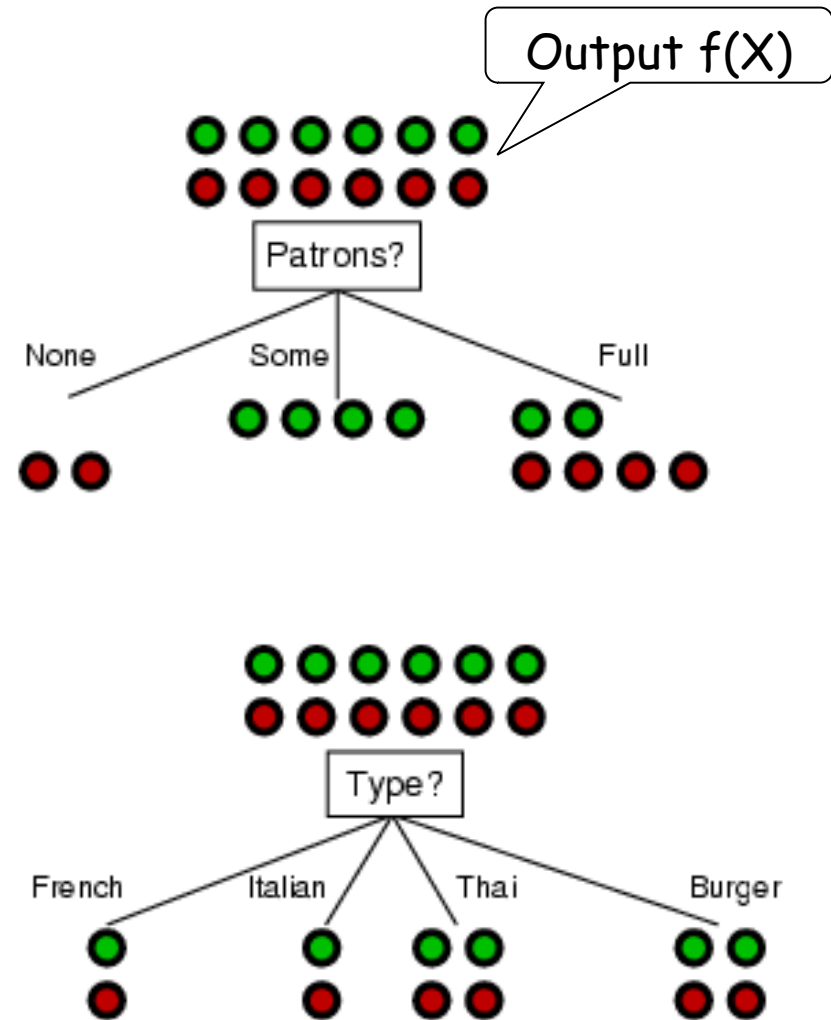 Output f(X)
Patrons?
None Some Full
Type?
French Italian Thai Burger